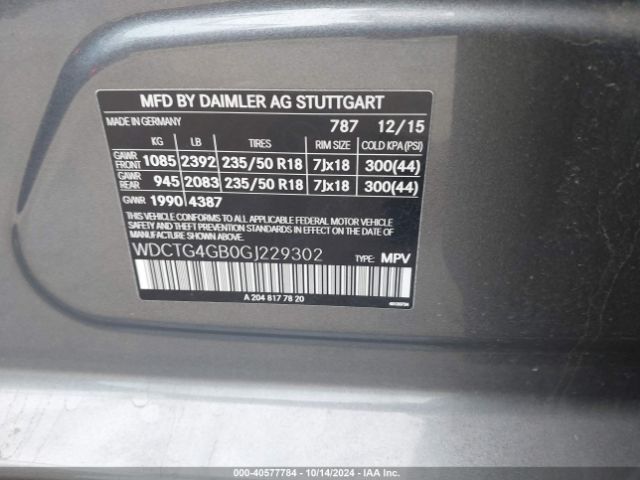 MFD BY DAIMLER AG STUTTGART
MADE IN GERMANY 787 12/15
KG LB TIRES RIM SIZE COLD KPA(PSI)
GAWR FRONT 1085 2392 235/50 R18 7Jx18 300(44)
GAWR REAR 945 2083 235/50 R18 7Jx18 300(44)
GVWR 1990 4387
THIS VEHICLE CONFORMS TO ALL APPLICABLE FEDERAL MOTOR VEHICLE
SAFETY, BUMPER, AND THEFT PREVENTION STANDARDS IN EFFECT ON
THE DATE OF MANUFACTURE SHOWN ABOVE.
WDCTG4GB0GJ229302 TYPE: MPV
A 204 817 78 20
000-40577784 | 10/14/2024 | IAA Inc.